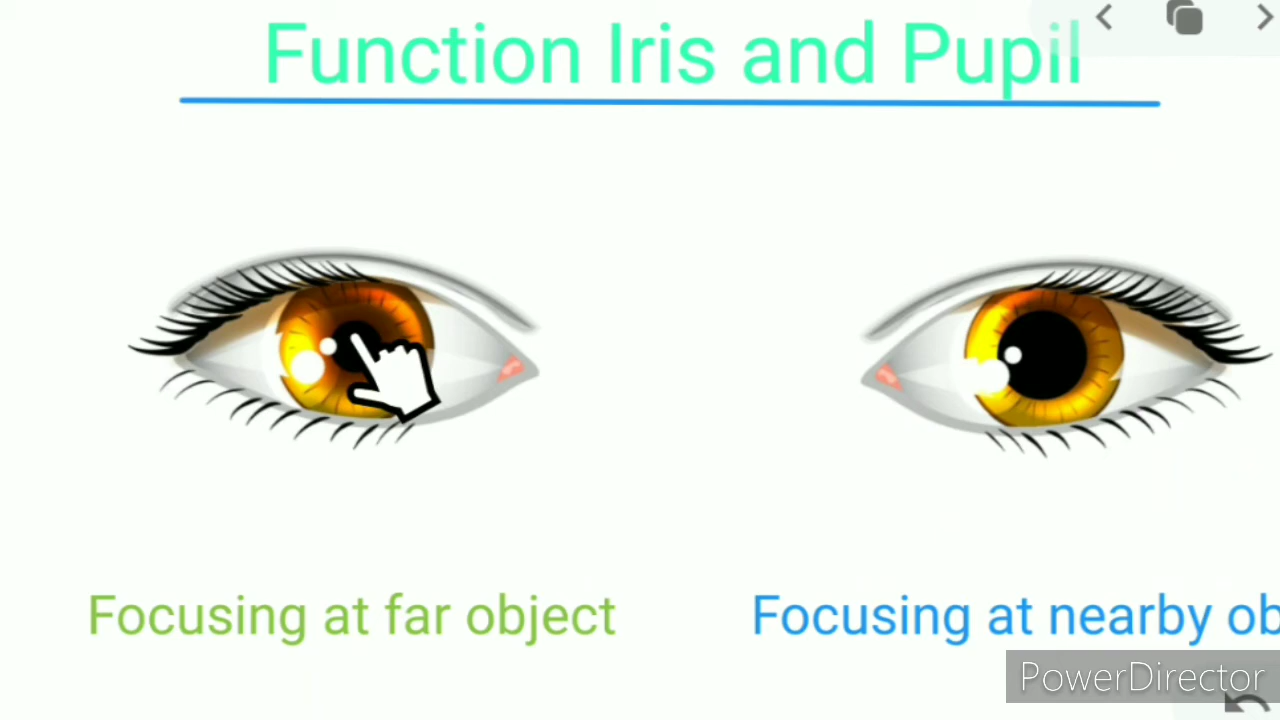 Function Iris and Pupil
Focusing at far object
Focusing at nearby ob
PowerDirector